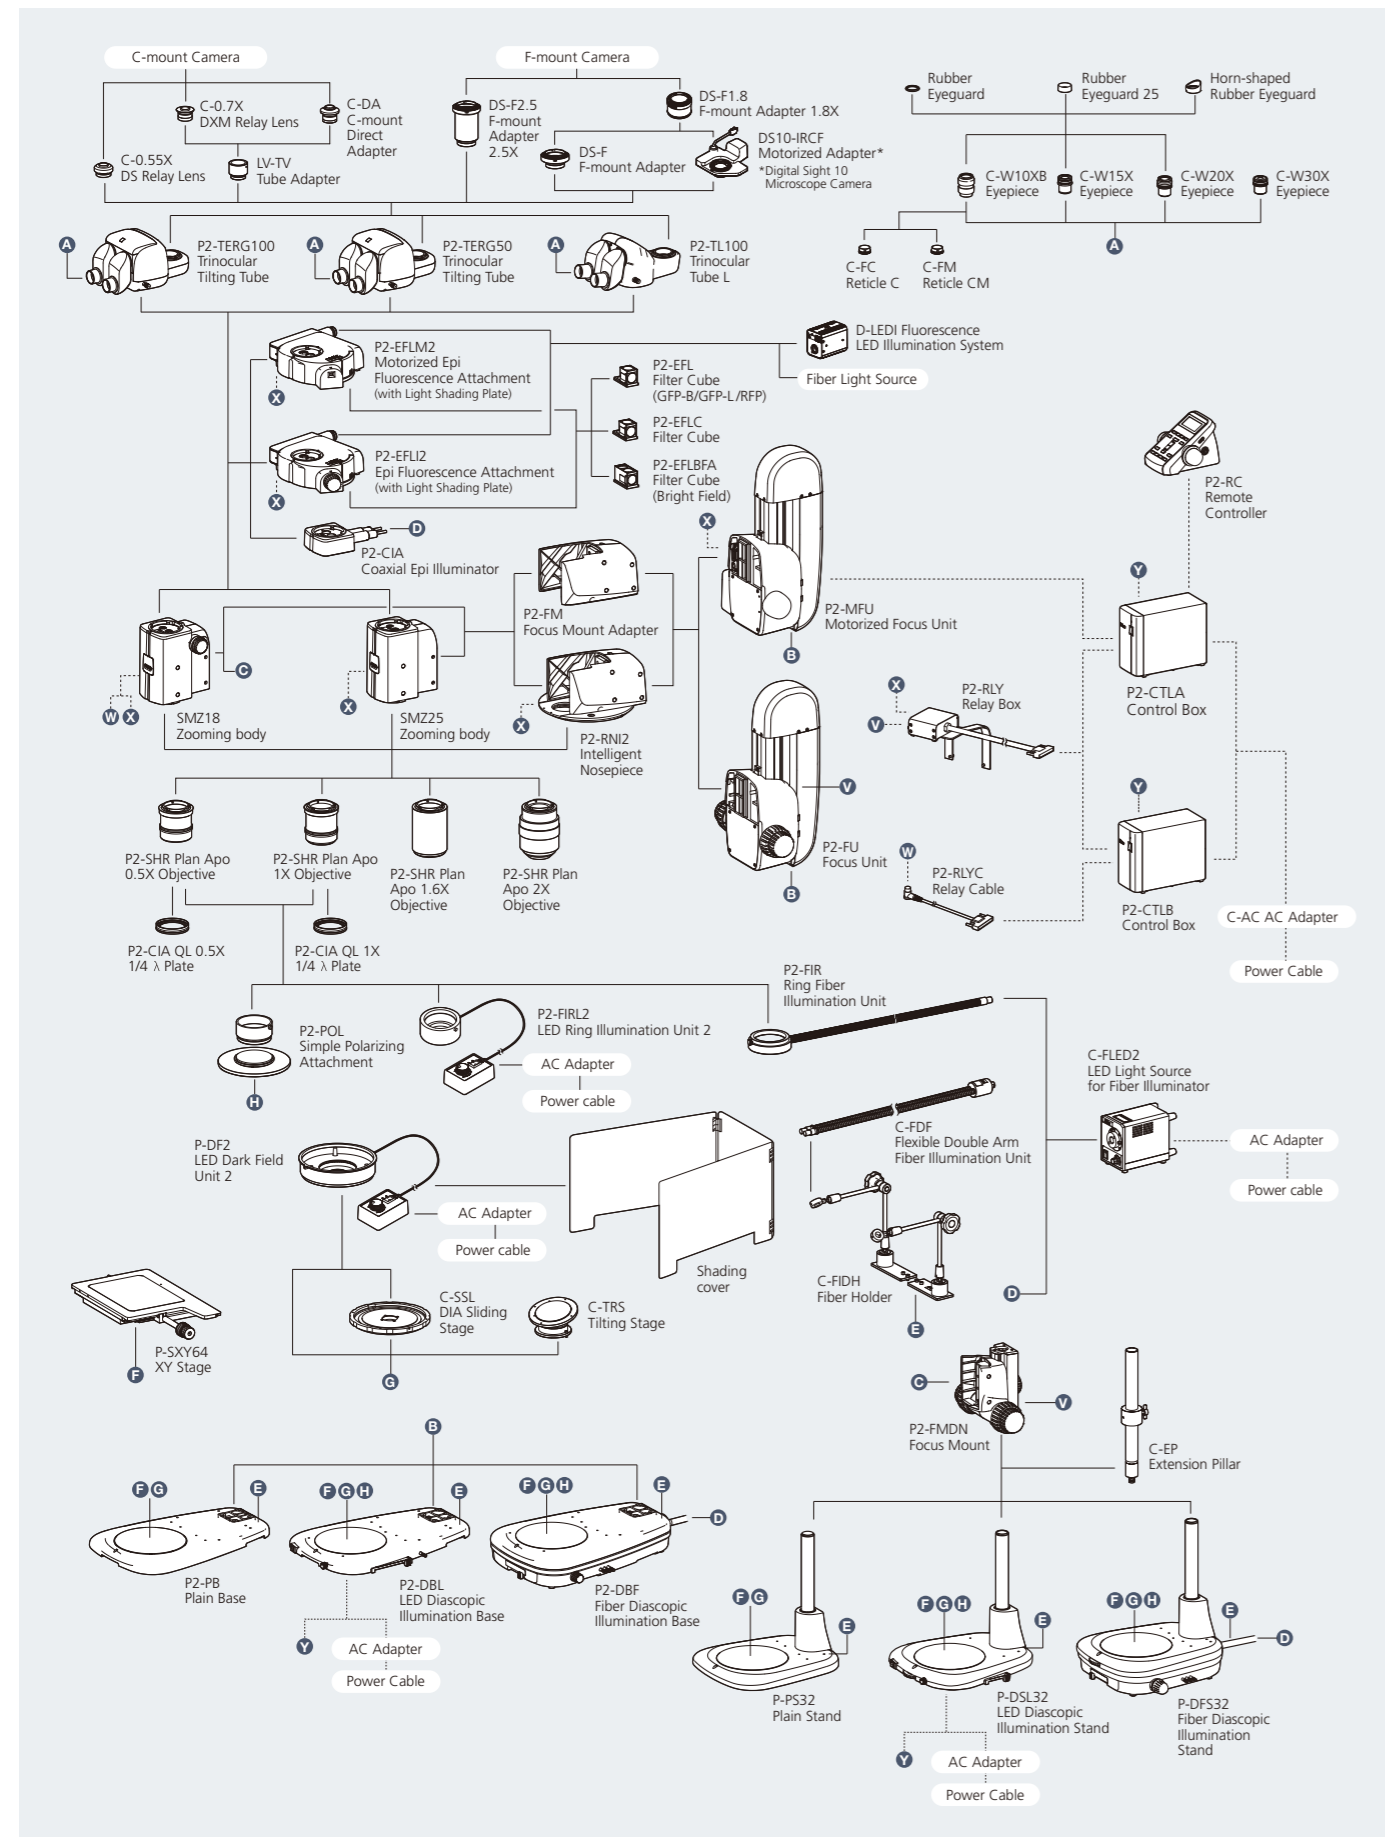 C-mount Camera
F-mount Camera
C-0.7X
DXM Relay Lens
C-DA
C-mount
Direct
Adapter
C-0.55X
DS Relay Lens
LV-TV
Tube Adapter
DS-F2.5
F-mount
Adapter
2.5X
DS-F1.8
F-mount Adapter 1.8X
DS-F
F-mount Adapter
DS10-IRCF
Motorized Adapter*
*Digital Sight 10
Microscope Camera
Rubber
Eyeguard
Rubber
Eyeguard 25
Horn-shaped
Rubber Eyeguard
C-W10XB
Eyepiece
C-W15X
Eyepiece
C-W20X
Eyepiece
C-W30X
Eyepiece
A
C-FC
Reticle C
C-FM
Reticle CM
A
P2-TERG100
Trinocular
Tilting Tube
A
P2-TERG50
Trinocular
Tilting Tube
A
P2-TL100
Trinocular
Tube L
P2-EFLM2
Motorized Epi
Fluorescence Attachment
(with Light Shading Plate)
X
D-LEDI Fluorescence
LED Illumination System
Fiber Light Source
P2-EFL
Filter Cube
(GFP-B/GFP-L/RFP)
P2-EFLC
Filter Cube
P2-EFLBFA
Filter Cube
(Bright Field)
P2-EFLI2
Epi Fluorescence Attachment
(with Light Shading Plate)
X
D
P2-CIA
Coaxial Epi Illuminator
P2-RC
Remote
Controller
X
P2-MFU
Motorized Focus Unit
B
P2-FM
Focus Mount Adapter
C
W X
SMZ18
Zooming body
X
SMZ25
Zooming body
X
P2-RNI2
Intelligent
Nosepiece
Y
P2-CTLA
Control Box
X
V
P2-RLY
Relay Box
V
P2-FU
Focus Unit
B
Y
P2-CTLB
Control Box
W
P2-RLYC
Relay Cable
C-AC AC Adapter
Power Cable
P2-SHR Plan Apo
0.5X Objective
P2-SHR Plan Apo
1X Objective
P2-SHR Plan
Apo 1.6X
Objective
P2-SHR Plan
Apo 2X
Objective
P2-CIA QL 0.5X
1/4 λ Plate
P2-CIA QL 1X
1/4 λ Plate
P2-POL
Simple Polarizing
Attachment
H
P2-FIRL2
LED Ring Illumination Unit 2
AC Adapter
Power cable
P2-FIR
Ring Fiber
Illumination Unit
C-FLED2
LED Light Source
for Fiber Illuminator
AC Adapter
Power cable
C-FDF
Flexible Double Arm
Fiber Illumination Unit
P-DF2
LED Dark Field
Unit 2
AC Adapter
Power cable
Shading
cover
C-FIDH
Fiber Holder
E
D
P-SXY64
XY Stage
F
C-SSL
DIA Sliding
Stage
C-TRS
Tilting Stage
G
C
V
P2-FMDN
Focus Mount
C-EP
Extension Pillar
B
F G
E
P2-PB
Plain Base
F G H
E
P2-DBL
LED Diascopic
Illumination Base
Y
AC Adapter
Power Cable
F G H
E
D
P2-DBF
Fiber Diascopic
Illumination Base
F G
E
P-PS32
Plain Stand
F G H
E
P-DSL32
LED Diascopic
Illumination Stand
Y
AC Adapter
Power Cable
F G H
E
D
P-DFS32
Fiber Diascopic
Illumination
Stand